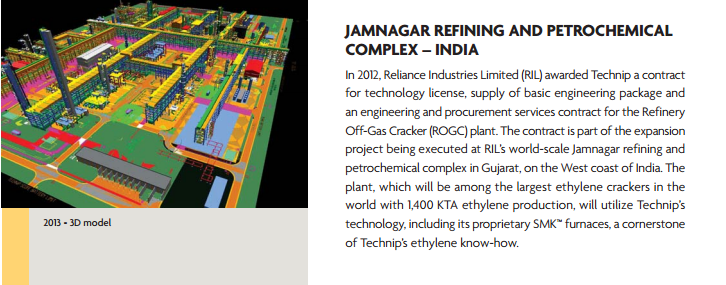 JAMNAGAR REFINING AND PETROCHEMICAL
COMPLEX – INDIA
In 2012, Reliance Industries Limited (RIL) awarded Technip a contract
for technology license, supply of basic engineering package and
an engineering and procurement services contract for the Refinery
Off-Gas Cracker (ROGC) plant. The contract is part of the expansion
project being executed at RIL's world-scale Jamnagar refining and
petrochemical complex in Gujarat, on the West coast of India. The
plant, which will be among the largest ethylene crackers in the
world with 1,400 KTA ethylene production, will utilize Technip's
technology, including its proprietary SMK™ furnaces, a cornerstone
of Technip's ethylene know-how.
2013 - 3D model